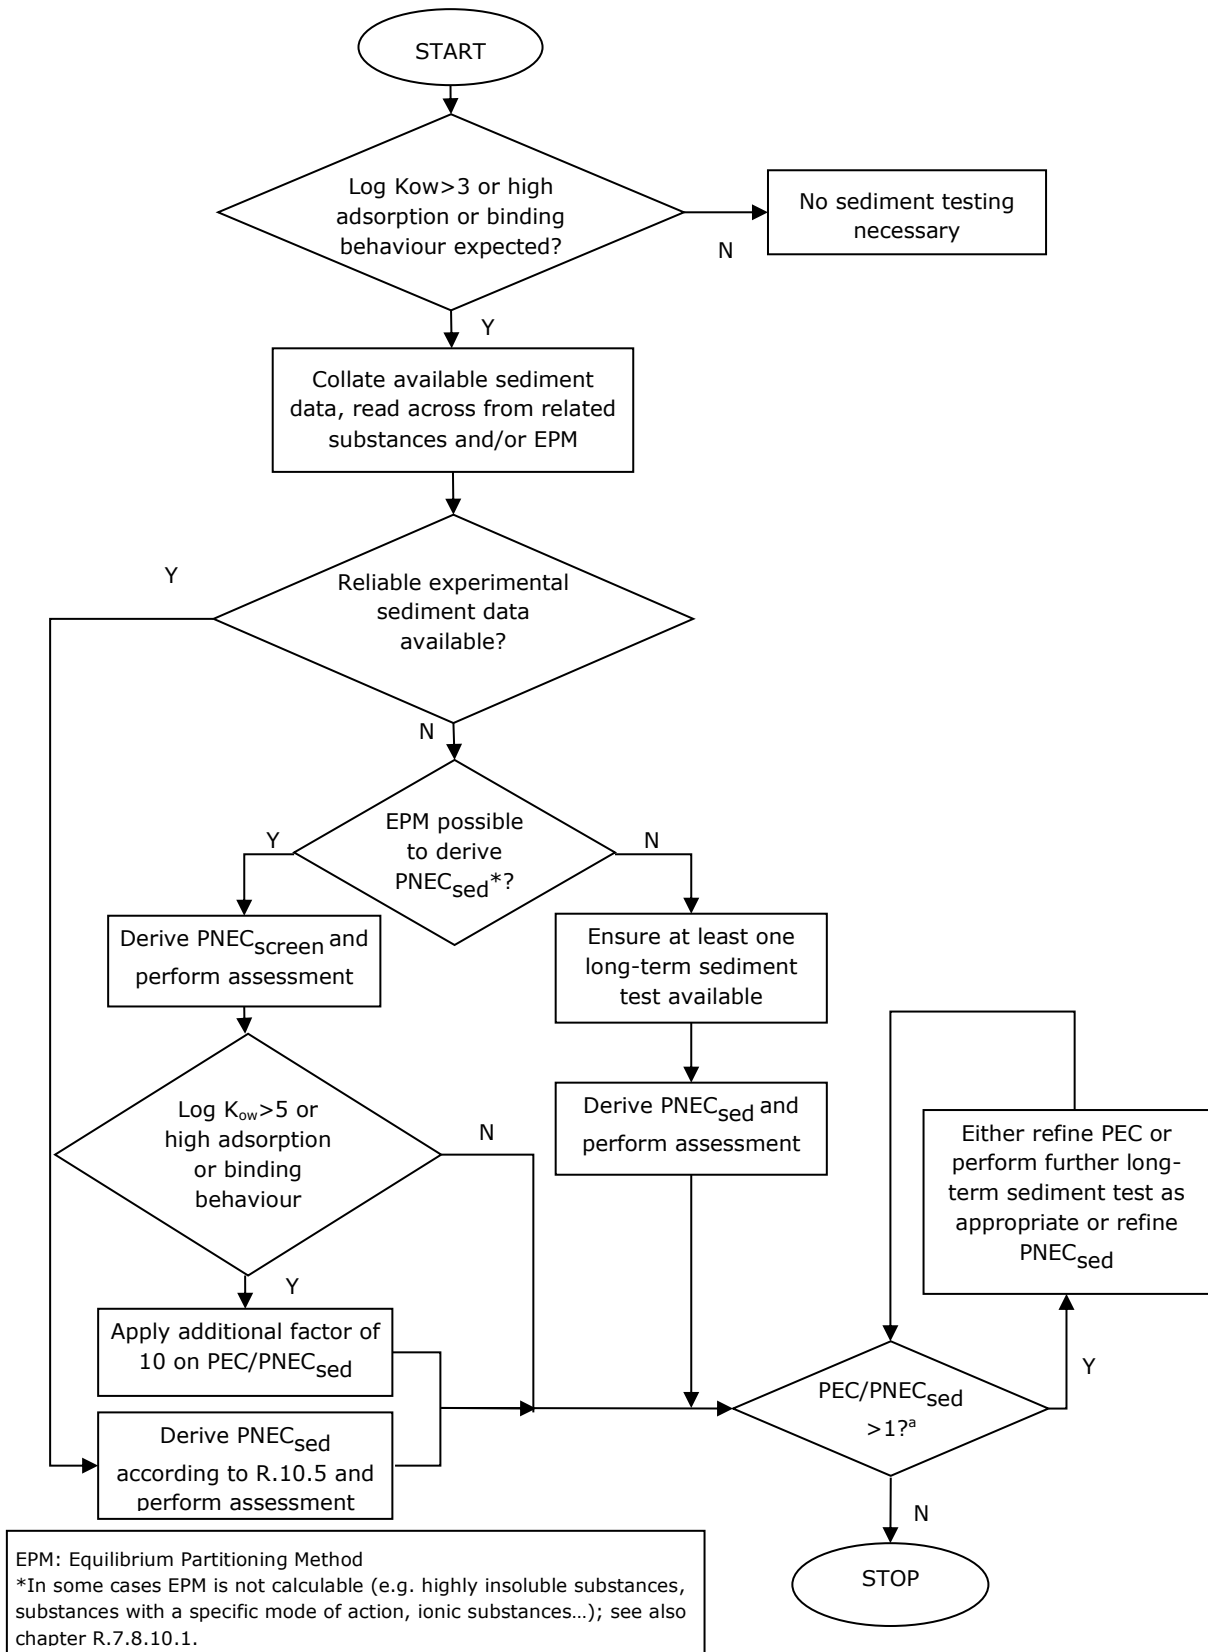 START
Log Kow>3 or high
adsorption or binding
behaviour expected?
N
No sediment testing
necessary
Y
Collate available sediment
data, read across from related
substances and/or EPM
Y
Reliable experimental
sediment data
available?
N
EPM possible
to derive
PNECsed*?
Y
N
Derive PNECscreen and
perform assessment
Ensure at least one
long-term sediment
test available
Log Kow>5 or
high adsorption
or binding
behaviour
N
Y
Derive PNECsed and
perform assessment
Either refine PEC or
perform further long-
term sediment test as
appropriate or refine
PNECsed
Apply additional factor of
10 on PEC/PNECsed
Derive PNECsed
according to R.10.5 and
perform assessment
PEC/PNECsed
>1?a
Y
N
STOP
EPM: Equilibrium Partitioning Method
*In some cases EPM is not calculable (e.g. highly insoluble substances,
substances with a specific mode of action, ionic substances…); see also
chapter R.7.8.10.1.